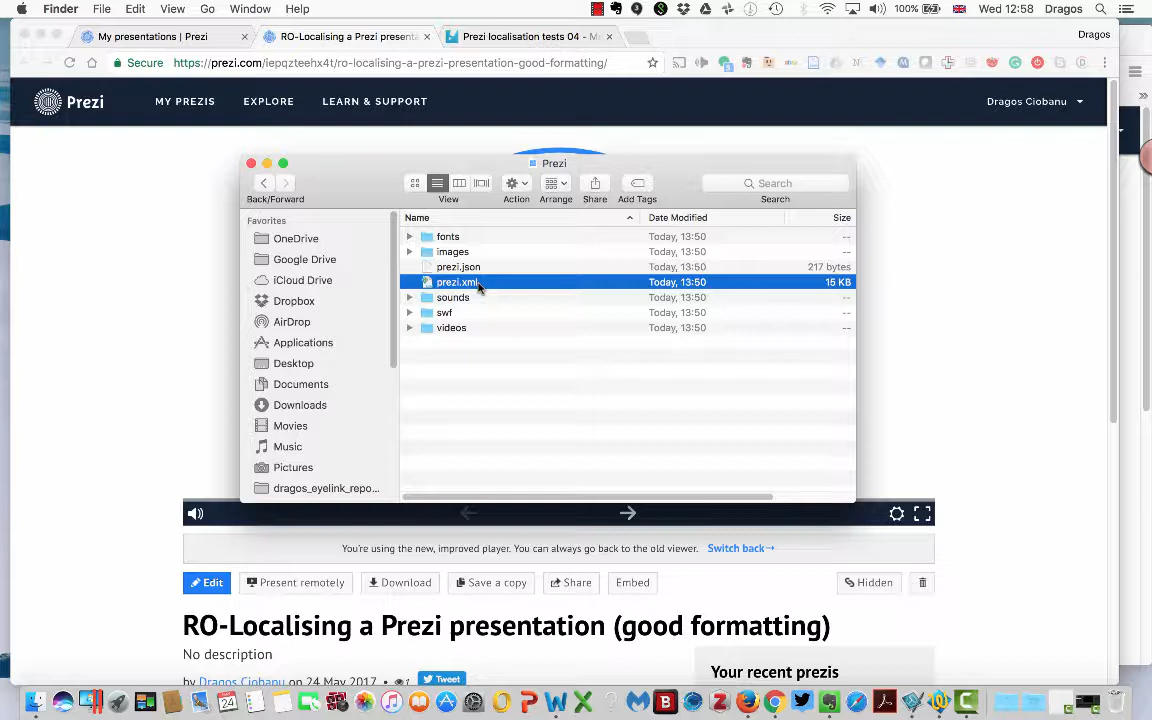 Finder File Edit View Go Window Help
100% Wed 12:58 Dragos
My presentations | Prezi
RO-Localising a Prezi presenta
Prezi localisation tests 04 - M
Dragos
Secure https://prezi.com/iepqzteehx4t/ro-localising-a-prezi-presentation-good-formatting/
Prezi MY PREZIS EXPLORE LEARN & SUPPORT Dragos Ciobanu
Prezi
Search
Back/Forward View Action Arrange Share Add Tags Search
Favorites
OneDrive
Google Drive
iCloud Drive
Dropbox
AirDrop
Applications
Desktop
Documents
Downloads
Movies
Music
Pictures
dragos_eyelink_repo...
Name Date Modified Size
fonts Today, 13:50 --
images Today, 13:50 --
prezi.json Today, 13:50 217 bytes
prezi.xml Today, 13:50 15 KB
sounds Today, 13:50 --
swf Today, 13:50 --
videos Today, 13:50 --
You're using the new, improved player. You can always go back to the old viewer. Switch back
Edit Present remotely Download Save a copy Share Embed Hidden
RO-Localising a Prezi presentation (good formatting)
No description
by Dragos Ciobanu on 24 May 2017 • 1 Tweet
Your recent prezis